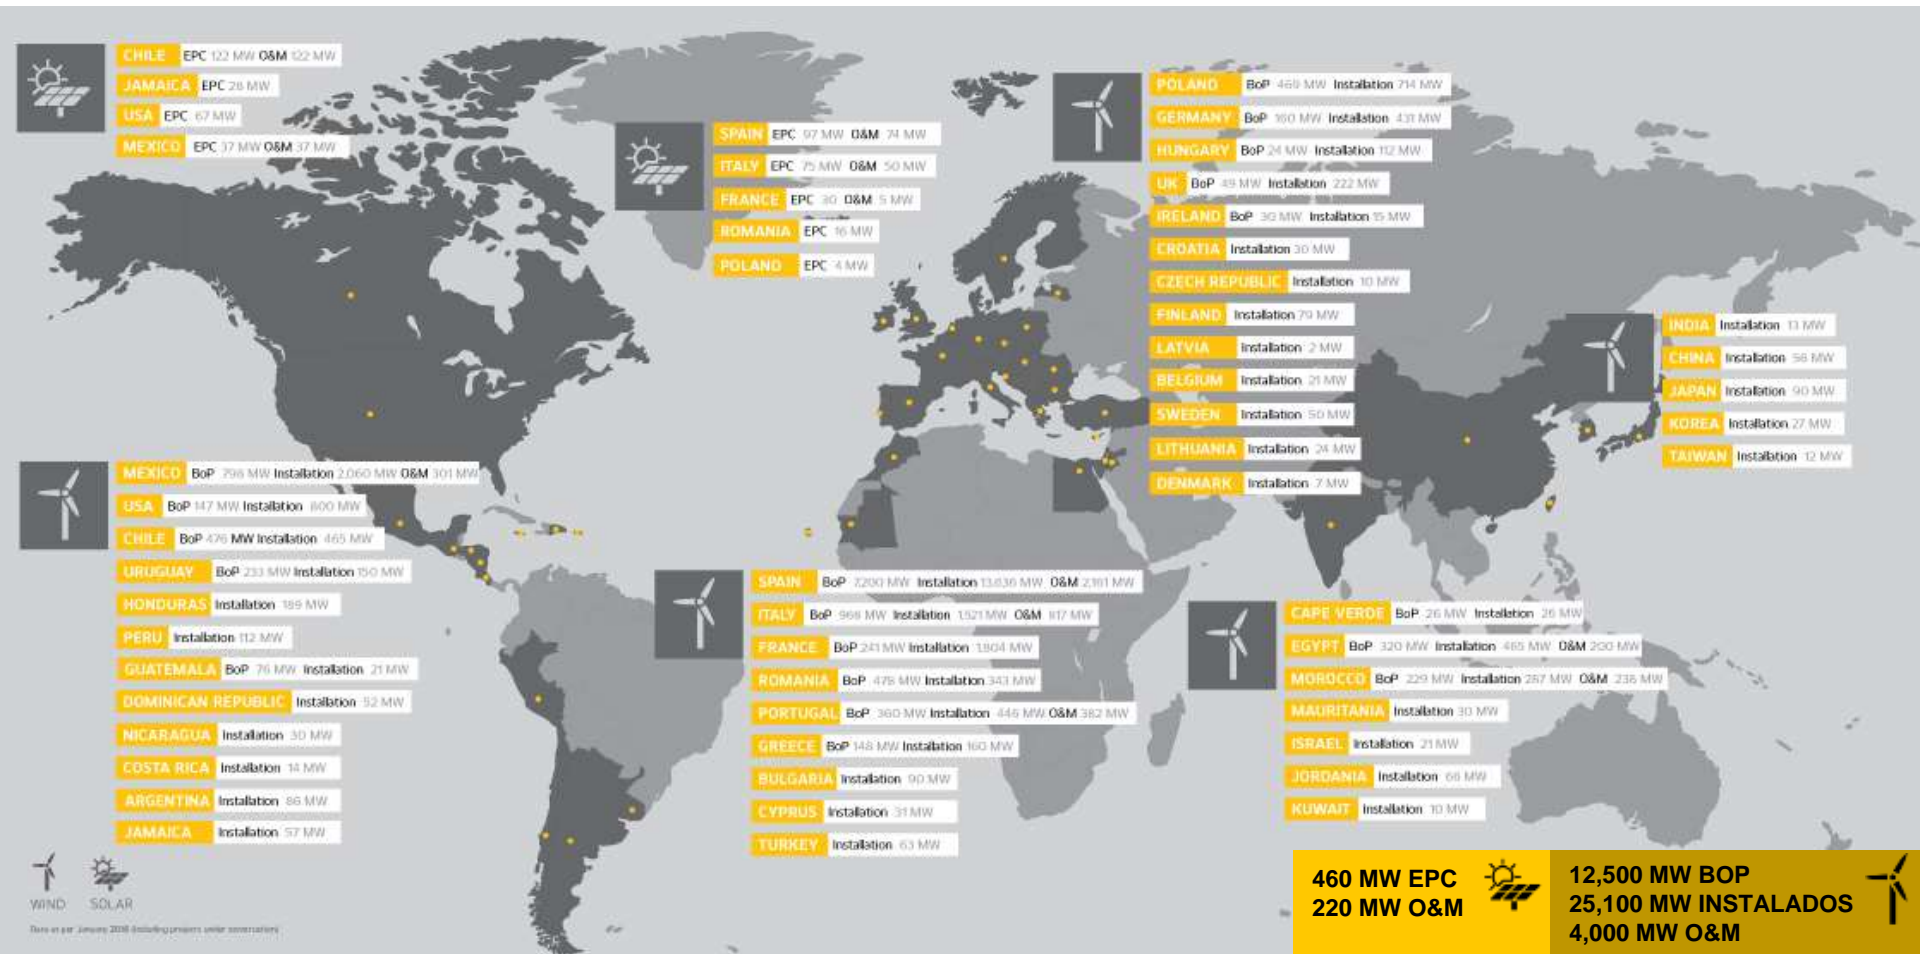 CHILE EPC 122 MW O&M 122 MW
JAMAICA EPC 28 MW
USA EPC 67 MW
MEXICO EPC 37 MW O&M 37 MW
SPAIN EPC 97 MW O&M 74 MW
ITALY EPC 75 MW O&M 50 MW
FRANCE EPC 30 O&M 5 MW
ROMANIA EPC 16 MW
POLAND EPC 4 MW
POLAND BoP 469 MW Installation 714 MW
GERMANY BoP 160 MW Installation 431 MW
HUNGARY BoP 24 MW Installation 112 MW
UK BoP 49 MW Installation 222 MW
IRELAND BoP 30 MW Installation 15 MW
CROATIA Installation 30 MW
CZECH REPUBLIC Installation 10 MW
FINLAND Installation 79 MW
LATVIA Installation 2 MW
BELGIUM Installation 21 MW
SWEDEN Installation 50 MW
LITHUANIA Installation 24 MW
DENMARK Installation 7 MW
INDIA Installation 13 MW
CHINA Installation 56 MW
JAPAN Installation 90 MW
KOREA Installation 27 MW
TAIWAN Installation 12 MW
MEXICO BoP 798 MW Installation 2,060 MW O&M 301 MW
USA BoP 147 MW Installation 800 MW
CHILE BoP 476 MW Installation 465 MW
URUGUAY BoP 233 MW Installation 150 MW
HONDURAS Installation 189 MW
PERU Installation 112 MW
GUATEMALA BoP 76 MW Installation 21 MW
DOMINICAN REPUBLIC Installation 52 MW
NICARAGUA Installation 30 MW
COSTA RICA Installation 14 MW
ARGENTINA Installation 86 MW
JAMAICA Installation 57 MW
SPAIN BoP 7,200 MW Installation 13,636 MW O&M 2,161 MW
ITALY BoP 968 MW Installation 1,521 MW O&M 817 MW
FRANCE BoP 241 MW Installation 1,804 MW
ROMANIA BoP 478 MW Installation 343 MW
PORTUGAL BoP 360 MW Installation 446 MW O&M 382 MW
GREECE BoP 148 MW Installation 160 MW
BULGARIA Installation 90 MW
CYPRUS Installation 31 MW
TURKEY Installation 63 MW
CAPE VERDE BoP 26 MW Installation 26 MW
EGYPT BoP 320 MW Installation 465 MW O&M 200 MW
MOROCCO BoP 229 MW Installation 287 MW O&M 236 MW
MAURITANIA Installation 30 MW
ISRAEL Installation 21 MW
JORDANIA Installation 66 MW
KUWAIT Installation 10 MW
WIND SOLAR
Data as per January 2018 (including projects under construction)
460 MW EPC
220 MW O&M
12,500 MW BOP
25,100 MW INSTALADOS
4,000 MW O&M